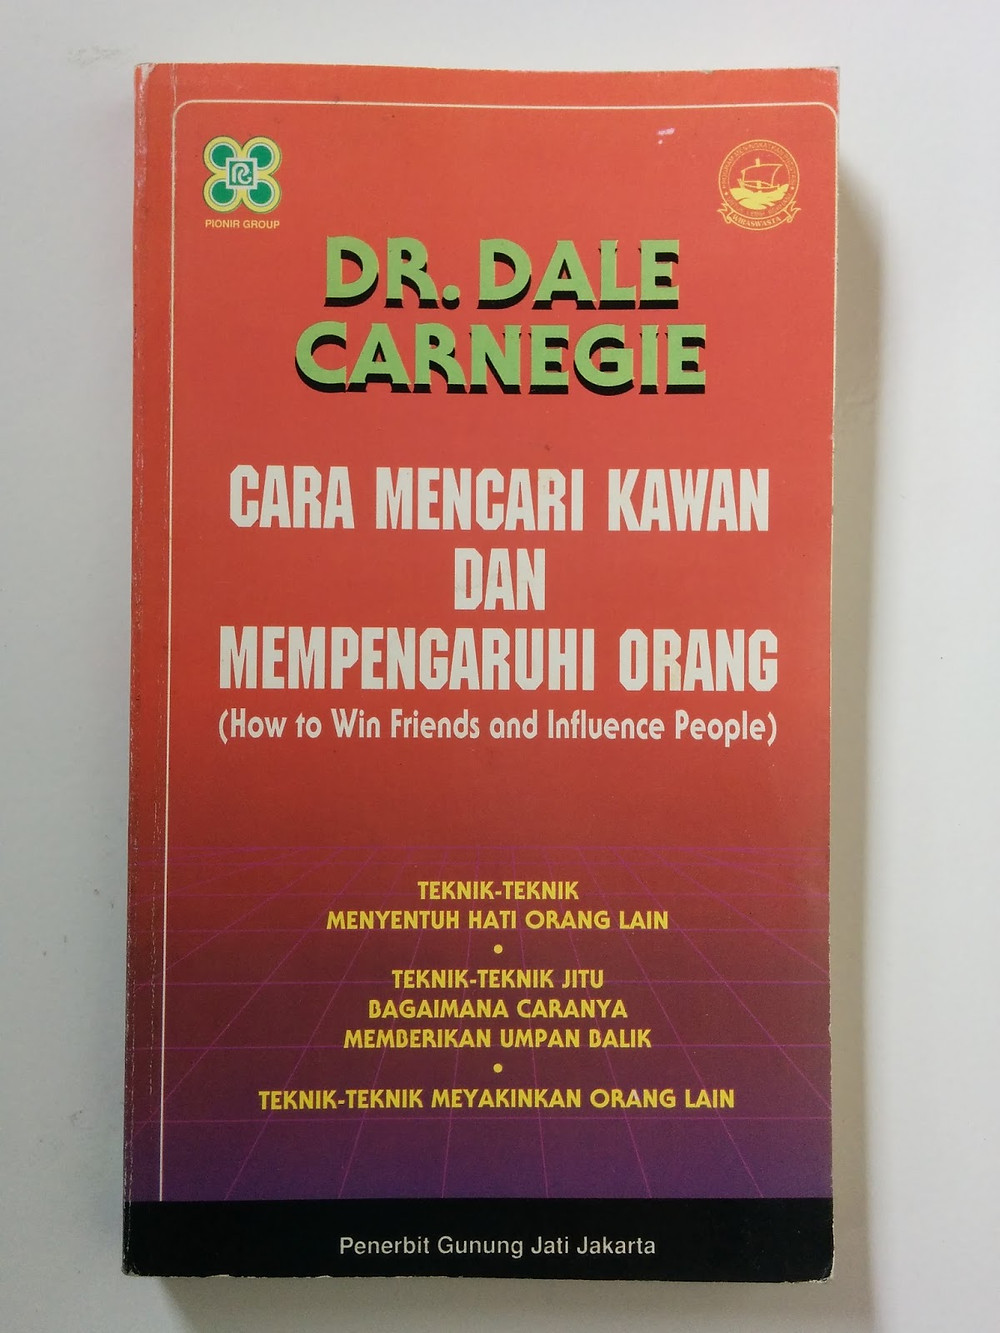 PIONIR GROUP
WIRASWASTA
DR. DALE
CARNEGIE
CARA MENCARI KAWAN
DAN
MEMPENGARUHI ORANG
(How to Win Friends and Influence People)
TEKNIK-TEKNIK
MENYENTUH HATI ORANG LAIN
•
TEKNIK-TEKNIK JITU
BAGAIMANA CARANYA
MEMBERIKAN UMPAN BALIK
•
TEKNIK-TEKNIK MEYAKINKAN ORANG LAIN
Penerbit Gunung Jati Jakarta